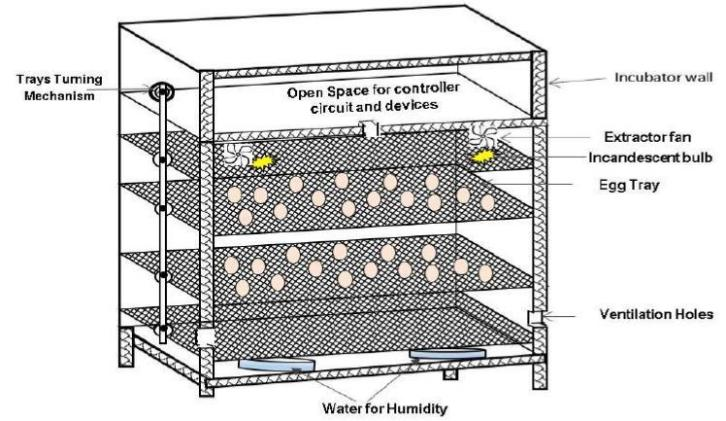 Trays Turning
Mechanism
Open Space for controller
circuit and devices
Incubator wall
Extractor fan
Incandescent bulb
Egg Tray
Ventilation Holes
Water for Humidity